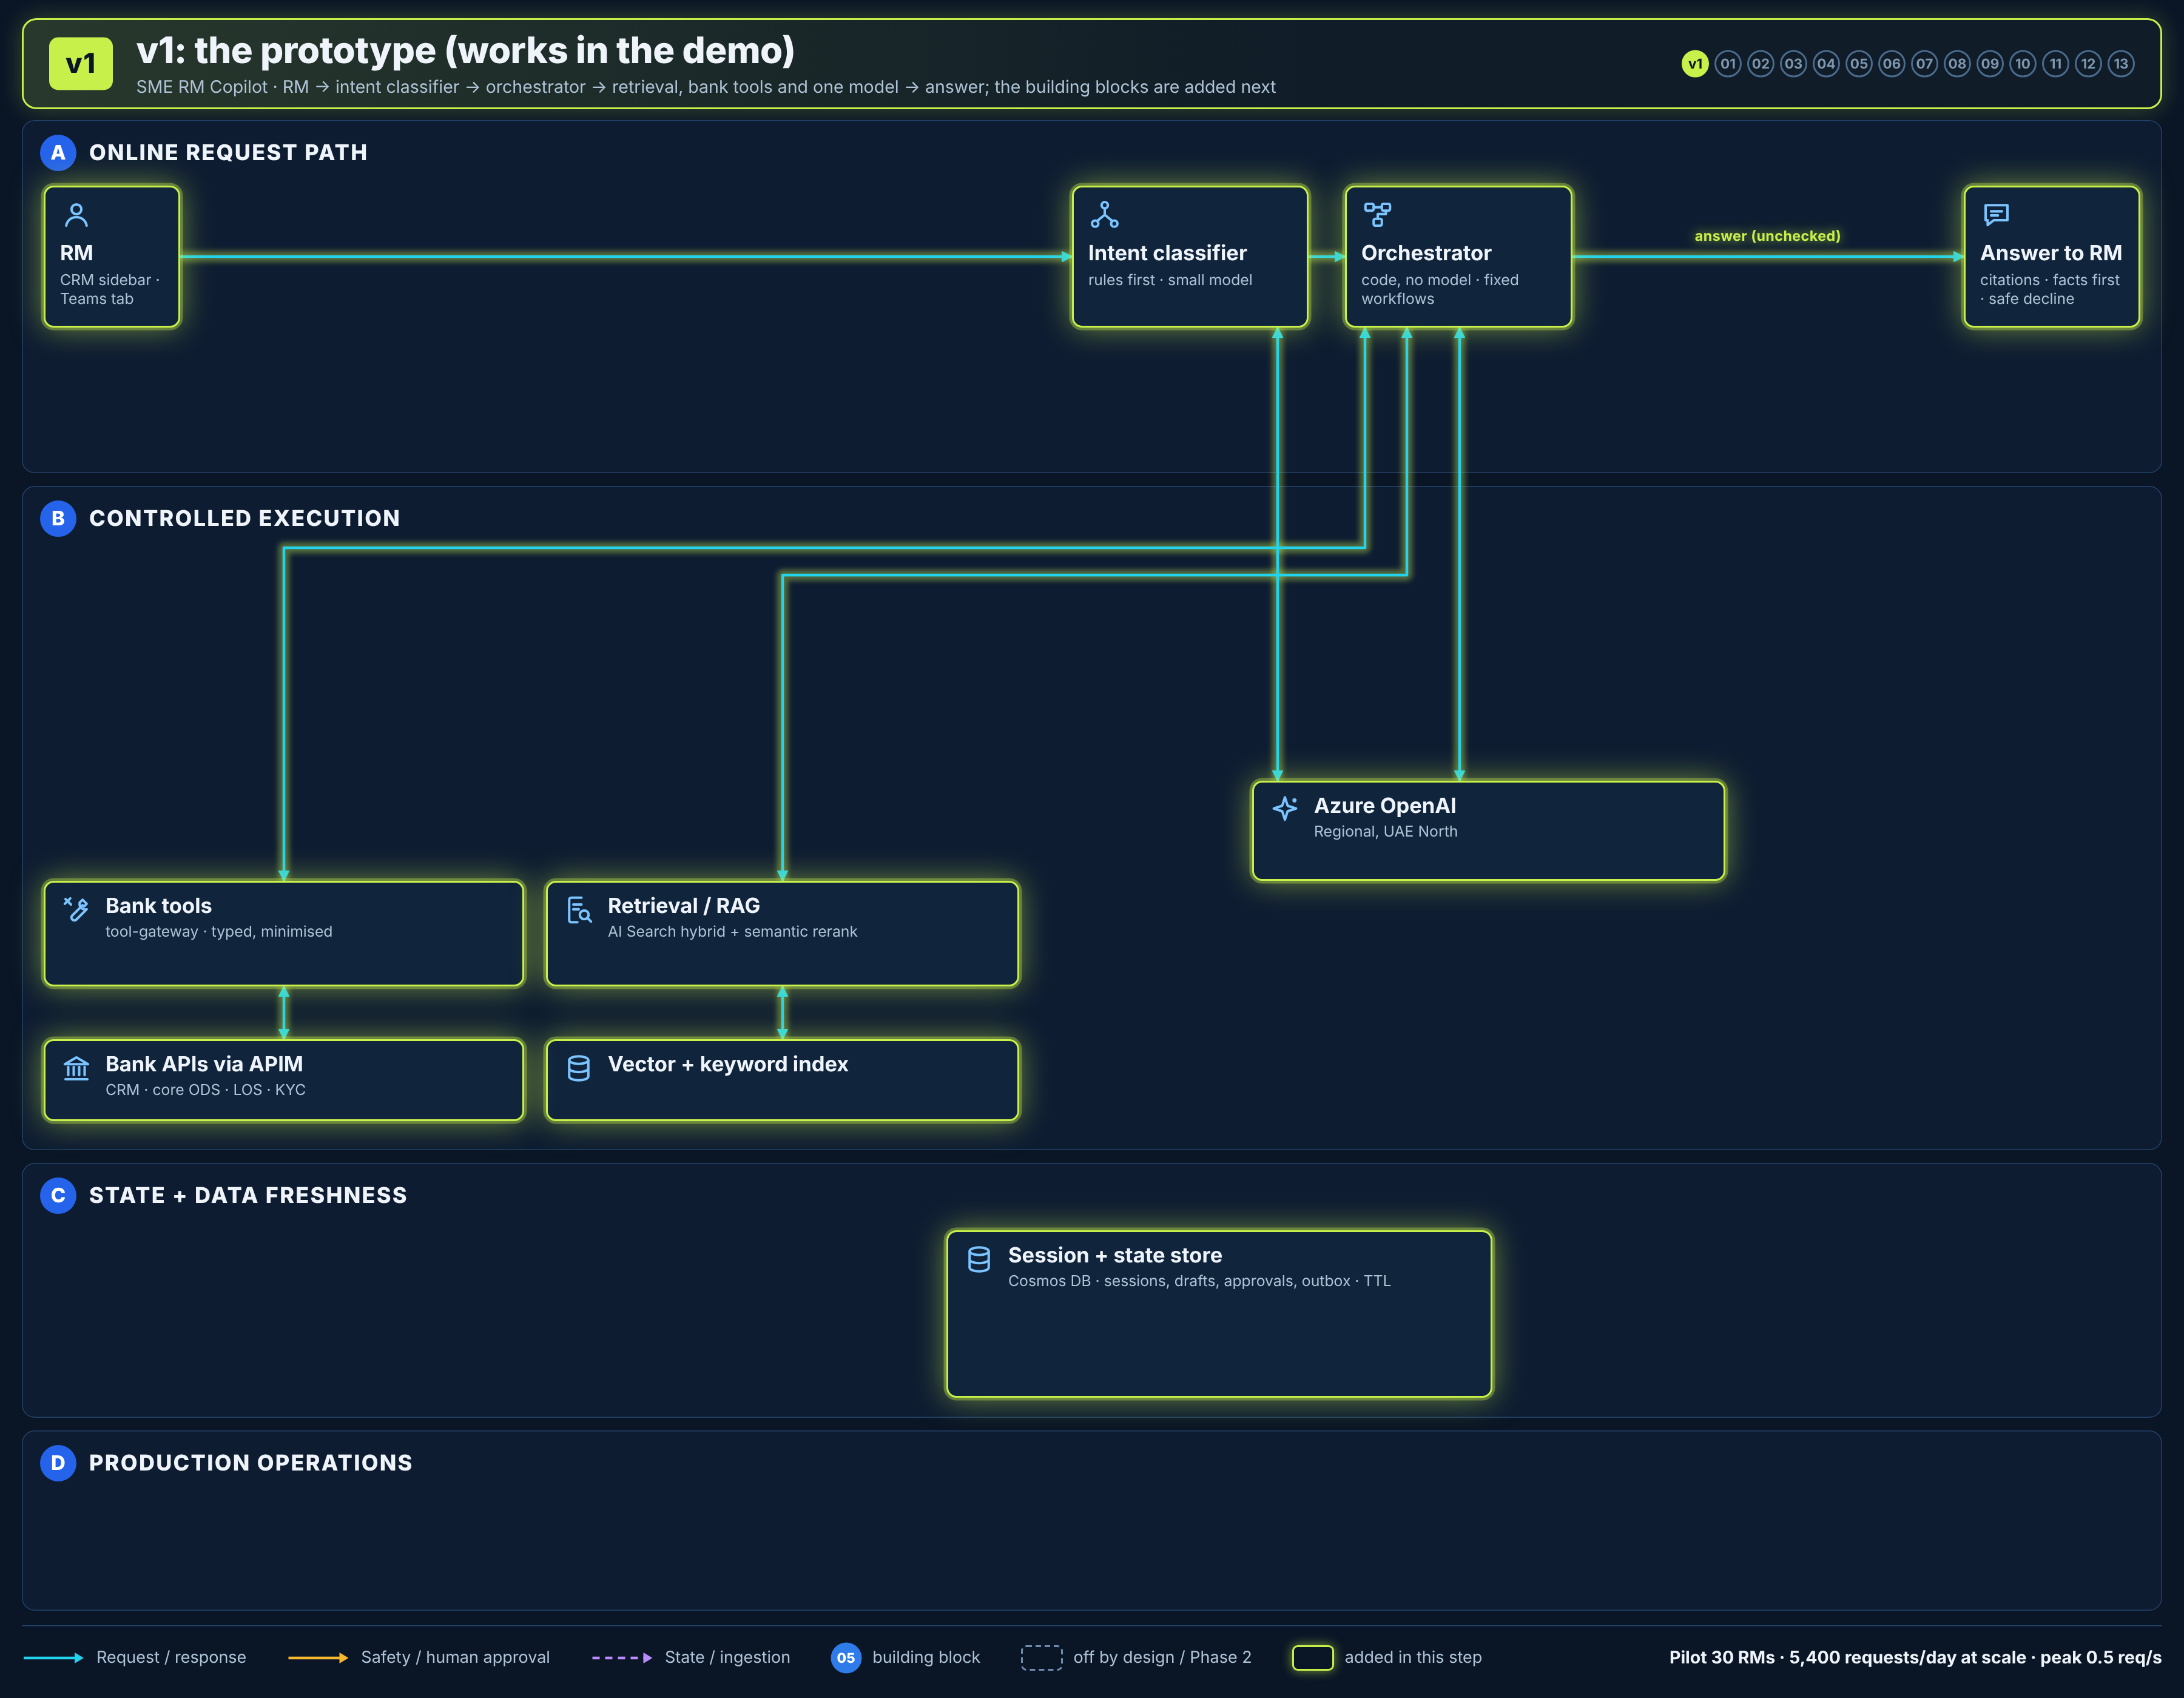 v1
v1: the prototype (works in the demo)
SME RM Copilot · RM → intent classifier → orchestrator → retrieval, bank tools and one model → answer; the building blocks are added next
v1 01 02 03 04 05 06 07 08 09 10 11 12 13
A ONLINE REQUEST PATH
RM
CRM sidebar ·
Teams tab
Intent classifier
rules first · small model
Orchestrator
code, no model · fixed
workflows
answer (unchecked)
Answer to RM
citations · facts first
· safe decline
B CONTROLLED EXECUTION
Azure OpenAI
Regional, UAE North
Bank tools
tool-gateway · typed, minimised
Retrieval / RAG
AI Search hybrid + semantic rerank
Bank APIs via APIM
CRM · core ODS · LOS · KYC
Vector + keyword index
C STATE + DATA FRESHNESS
Session + state store
Cosmos DB · sessions, drafts, approvals, outbox · TTL
D PRODUCTION OPERATIONS
Request / response
Safety / human approval
State / ingestion
05 building block
off by design / Phase 2
added in this step
Pilot 30 RMs · 5,400 requests/day at scale · peak 0.5 req/s